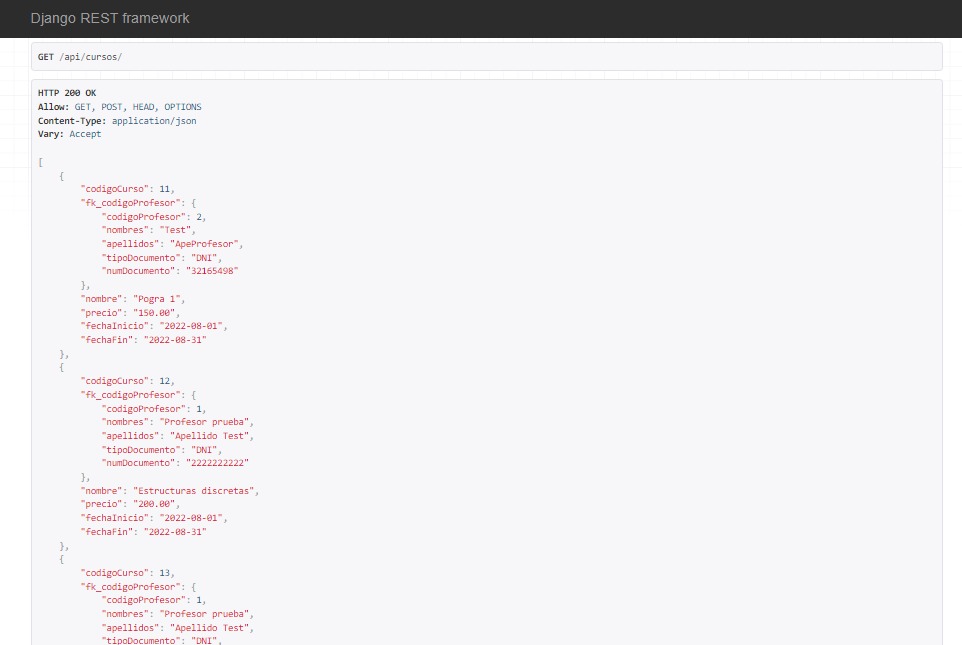 Django REST framework
GET /api/cursos/
HTTP 200 OK
Allow: GET, POST, HEAD, OPTIONS
Content-Type: application/json
Vary: Accept
[
{
"codigoCurso": 11,
"fk_codigoProfesor": {
"codigoProfesor": 2,
"nombres": "Test",
"apellidos": "ApeProfesor",
"tipoDocumento": "DNI",
"numDocumento": "32165498"
},
"nombre": "Pogra 1",
"precio": "150.00",
"fechaInicio": "2022-08-01",
"fechaFin": "2022-08-31"
},
{
"codigoCurso": 12,
"fk_codigoProfesor": {
"codigoProfesor": 1,
"nombres": "Profesor prueba",
"apellidos": "Apellido Test",
"tipoDocumento": "DNI",
"numDocumento": "2222222222"
},
"nombre": "Estructuras discretas",
"precio": "200.00",
"fechaInicio": "2022-08-01",
"fechaFin": "2022-08-31"
},
{
"codigoCurso": 13,
"fk_codigoProfesor": {
"codigoProfesor": 1,
"nombres": "Profesor prueba",
"apellidos": "Apellido Test",
"tipoDocumento": "DNI",